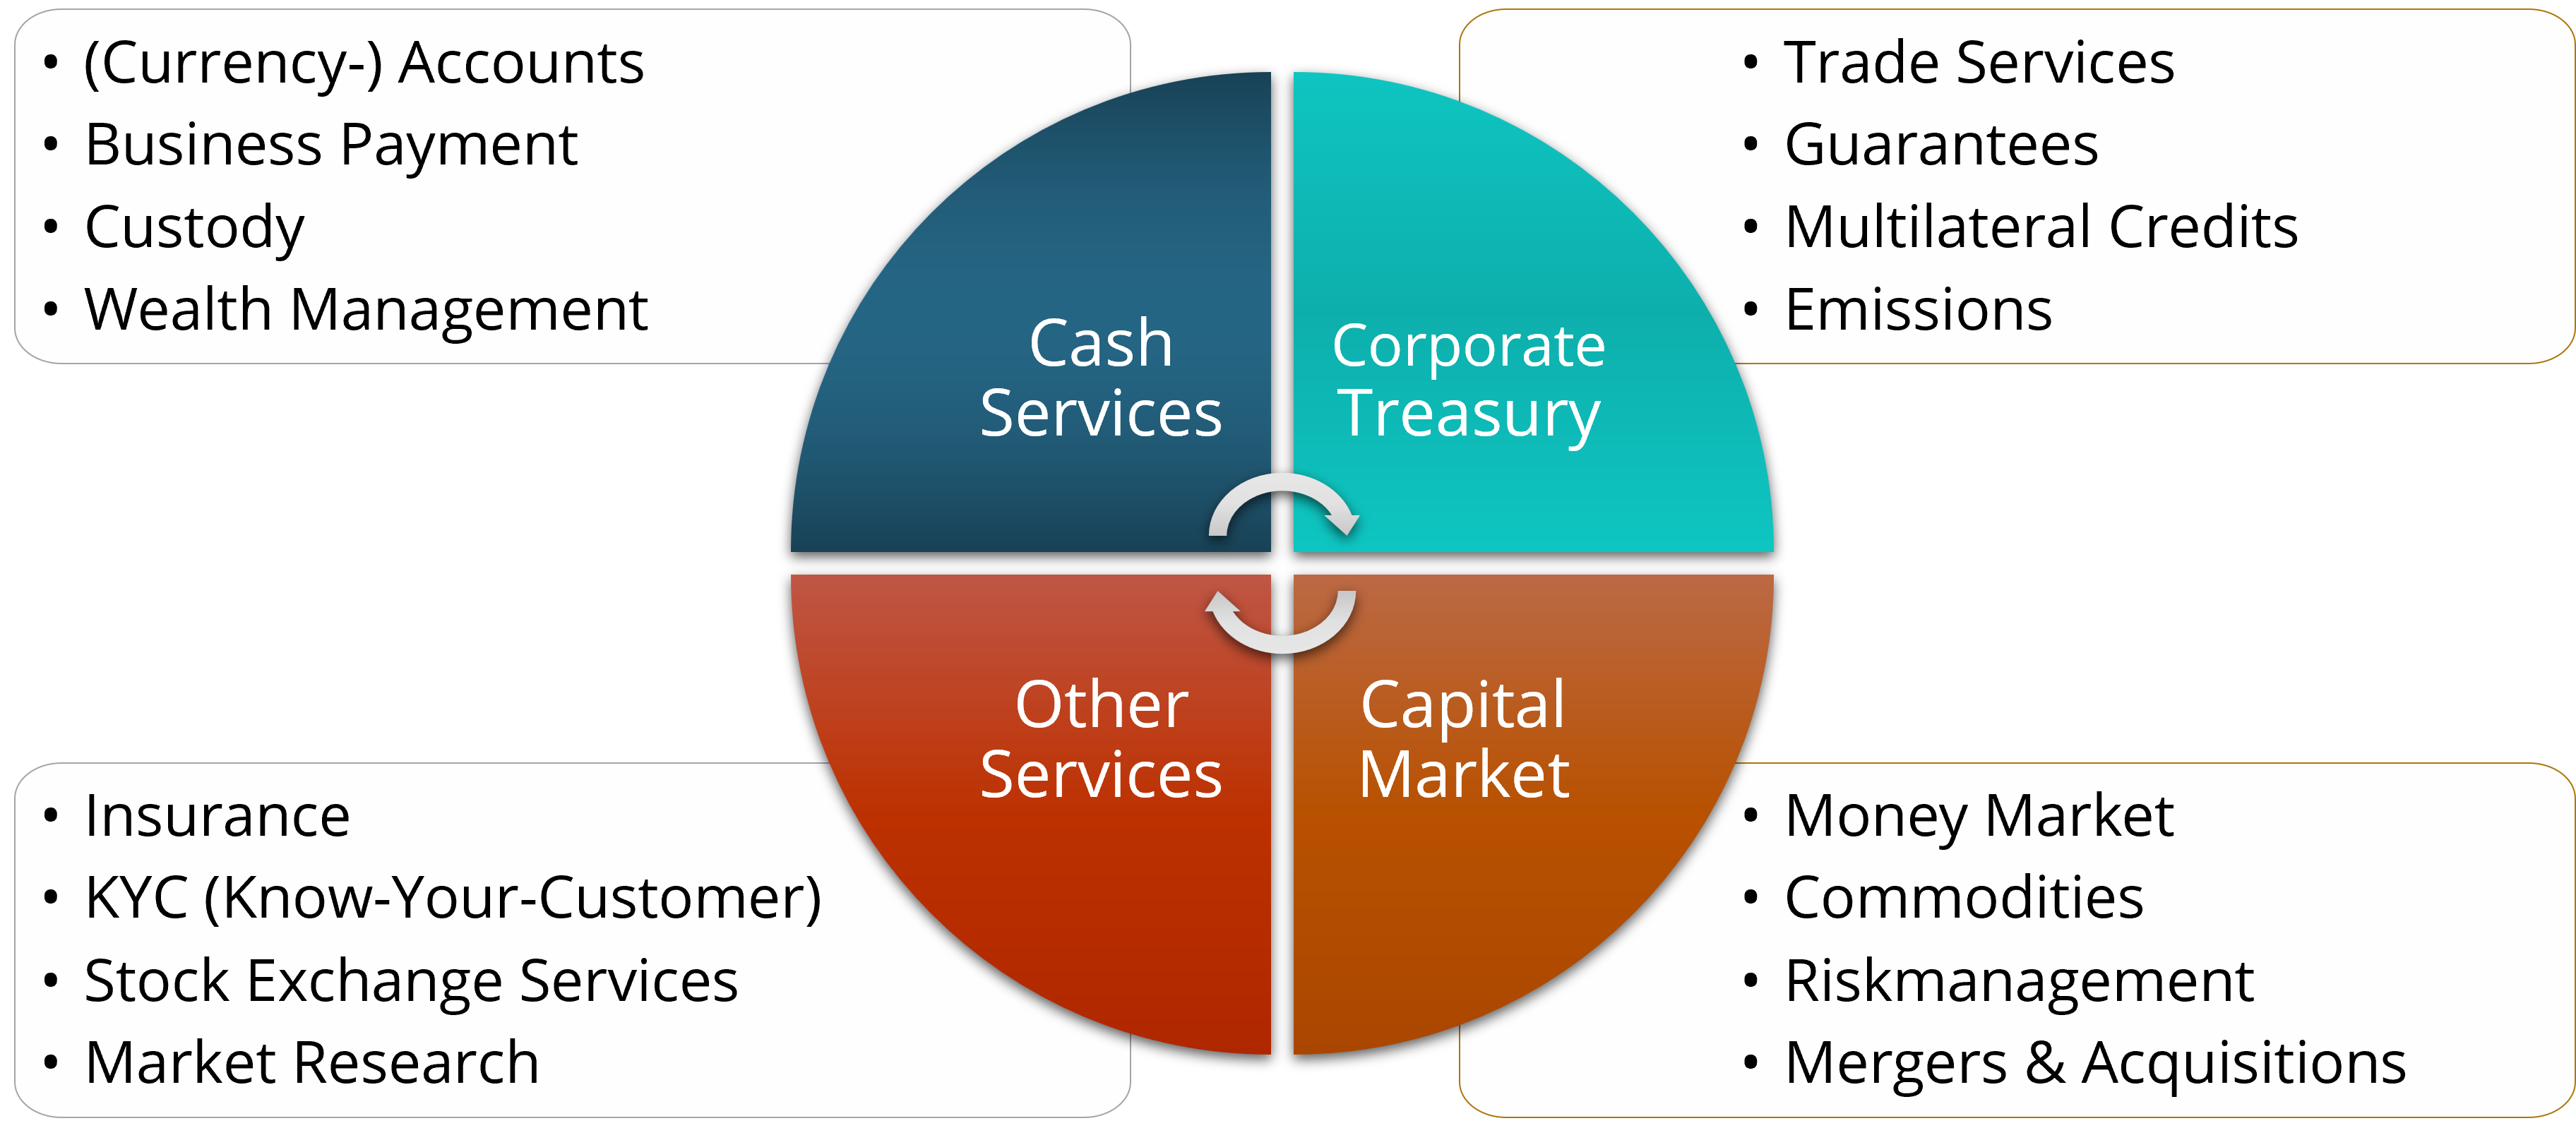 • (Currency-) Accounts
• Business Payment
• Custody
• Wealth Management
Cash
Services
• Trade Services
• Guarantees
• Multilateral Credits
• Emissions
Corporate
Treasury
• Insurance
• KYC (Know-Your-Customer)
• Stock Exchange Services
• Market Research
Other
Services
• Money Market
• Commodities
• Riskmanagement
• Mergers & Acquisitions
Capital
Market